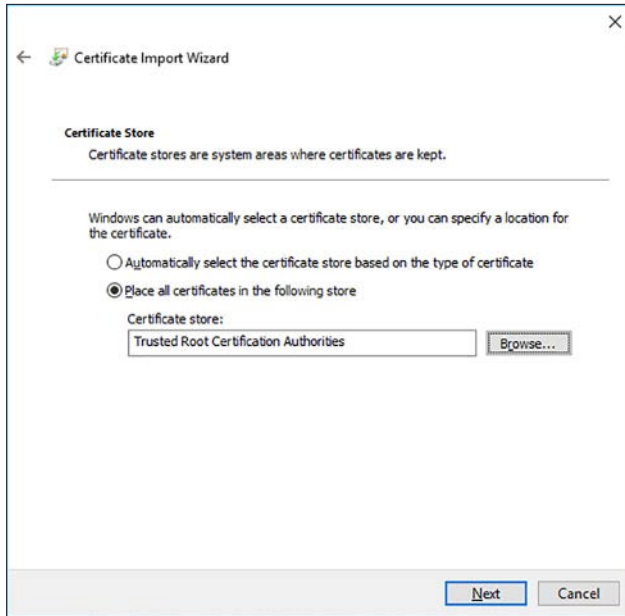 Certificate Import Wizard
Certificate Store
Certificate stores are system areas where certificates are kept.
Windows can automatically select a certificate store, or you can specify a location for
the certificate.
Automatically select the certificate store based on the type of certificate
Place all certificates in the following store
Certificate store:
Trusted Root Certification Authorities
Browse...
Next
Cancel